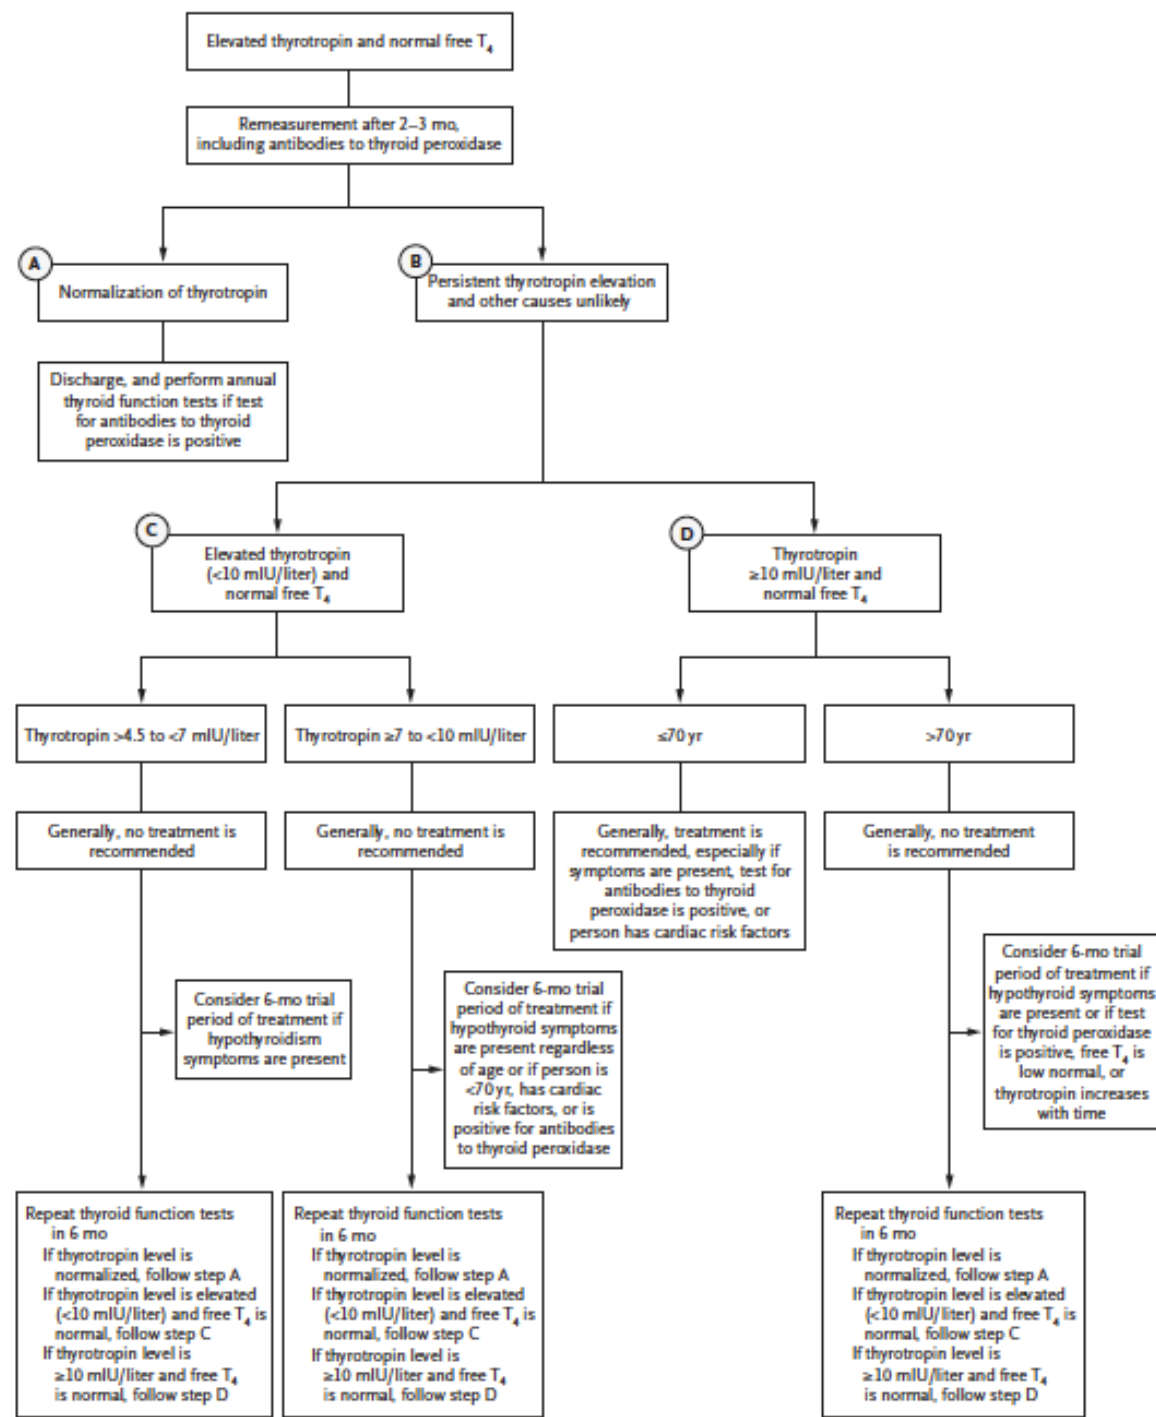 Elevated thyrotropin and normal free T4
Remeasurement after 2–3 mo,
including antibodies to thyroid peroxidase
A
Normalization of thyrotropin
Discharge, and perform annual
thyroid function tests if test
for antibodies to thyroid
peroxidase is positive
B
Persistent thyrotropin elevation
and other causes unlikely
C
Elevated thyrotropin
(<10 mIU/liter) and
normal free T4
D
Thyrotropin
≥10 mIU/liter and
normal free T4
Thyrotropin >4.5 to <7 mIU/liter
Generally, no treatment is
recommended
Consider 6-mo trial
period of treatment if
hypothyroidism
symptoms are present
Repeat thyroid function tests
in 6 mo
If thyrotropin level is
normalized, follow step A
If thyrotropin level is elevated
(<10 mIU/liter) and free T4 is
normal, follow step C
If thyrotropin level is
≥10 mIU/liter and free T4
is normal, follow step D
Thyrotropin ≥7 to <10 mIU/liter
Generally, no treatment is
recommended
Consider 6-mo trial
period of treatment if
hypothyroid symptoms
are present regardless
of age or if person is
<70 yr, has cardiac
risk factors, or is
positive for antibodies
to thyroid peroxidase
Repeat thyroid function tests
in 6 mo
If thyrotropin level is
normalized, follow step A
If thyrotropin level is elevated
(<10 mIU/liter) and free T4 is
normal, follow step C
If thyrotropin level is
≥10 mIU/liter and free T4
is normal, follow step D
≤70 yr
Generally, treatment is
recommended, especially if
symptoms are present, test for
antibodies to thyroid
peroxidase is positive, or
person has cardiac risk factors
>70 yr
Generally, no treatment
is recommended
Consider 6-mo trial
period of treatment if
hypothyroid symptoms
are present or if test
for thyroid peroxidase
is positive, free T4 is
low normal, or
thyrotropin increases
with time
Repeat thyroid function tests
in 6 mo
If thyrotropin level is
normalized, follow step A
If thyrotropin level is elevated
(<10 mIU/liter) and free T4 is
normal, follow step C
If thyrotropin level is
≥10 mIU/liter and free T4
is normal, follow step D